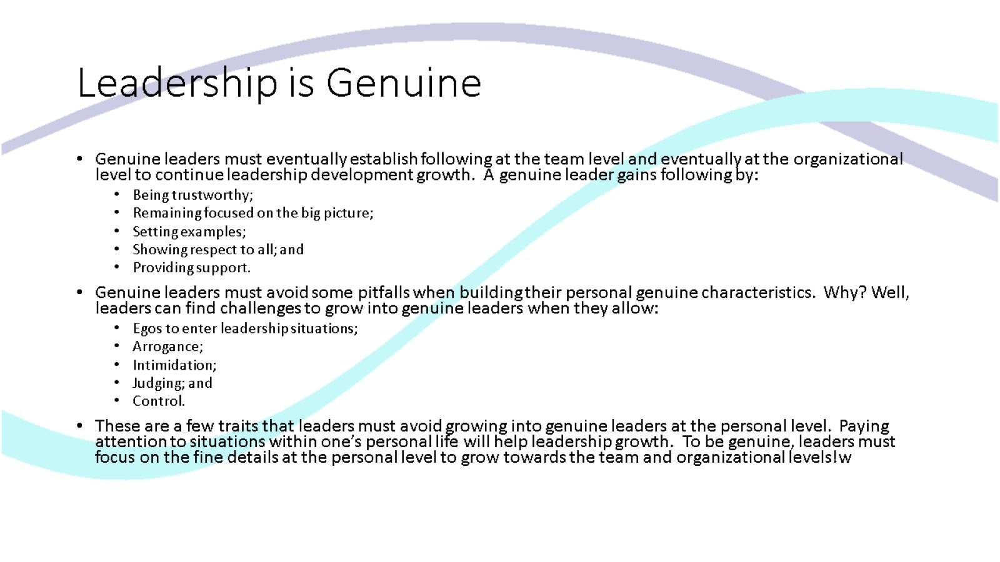 Leadership is Genuine
• Genuine leaders must eventually establish following at the team level and eventually at the organizational
level to continue leadership development growth.  A genuine leader gains following by:
• Being trustworthy;
• Remaining focused on the big picture;
• Setting examples;
• Showing respect to all; and
• Providing support.
• Genuine leaders must avoid some pitfalls when building their personal genuine characteristics.  Why? Well,
leaders can find challenges to grow into genuine leaders when they allow:
• Egos to enter leadership situations;
• Arrogance;
• Intimidation;
• Judging; and
• Control.
• These are a few traits that leaders must avoid growing into genuine leaders at the personal level.  Paying
attention to situations within one’s personal life will help leadership growth.  To be genuine, leaders must
focus on the fine details at the personal level to grow towards the team and organizational levels!w